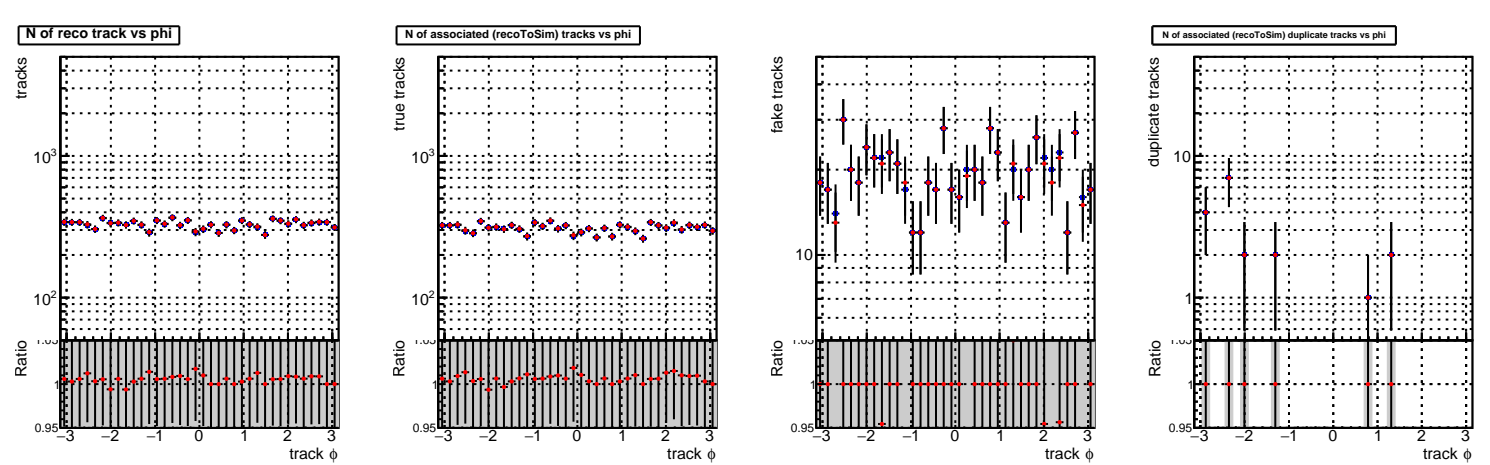 N of reco track vs phi
tracks
10³
10²
Ratio
1
0.95
−3 −2 −1 0 1 2 3
track ϕ
N of associated (recoToSim) tracks vs phi
true tracks
10³
10²
Ratio
1
0.95
−3 −2 −1 0 1 2 3
track ϕ
fake tracks
10
Ratio
1
0.95
−3 −2 −1 0 1 2 3
track ϕ
N of associated (recoToSim) duplicate tracks vs phi
duplicate tracks
10
1
Ratio
1
0.95
−3 −2 −1 0 1 2 3
track ϕ